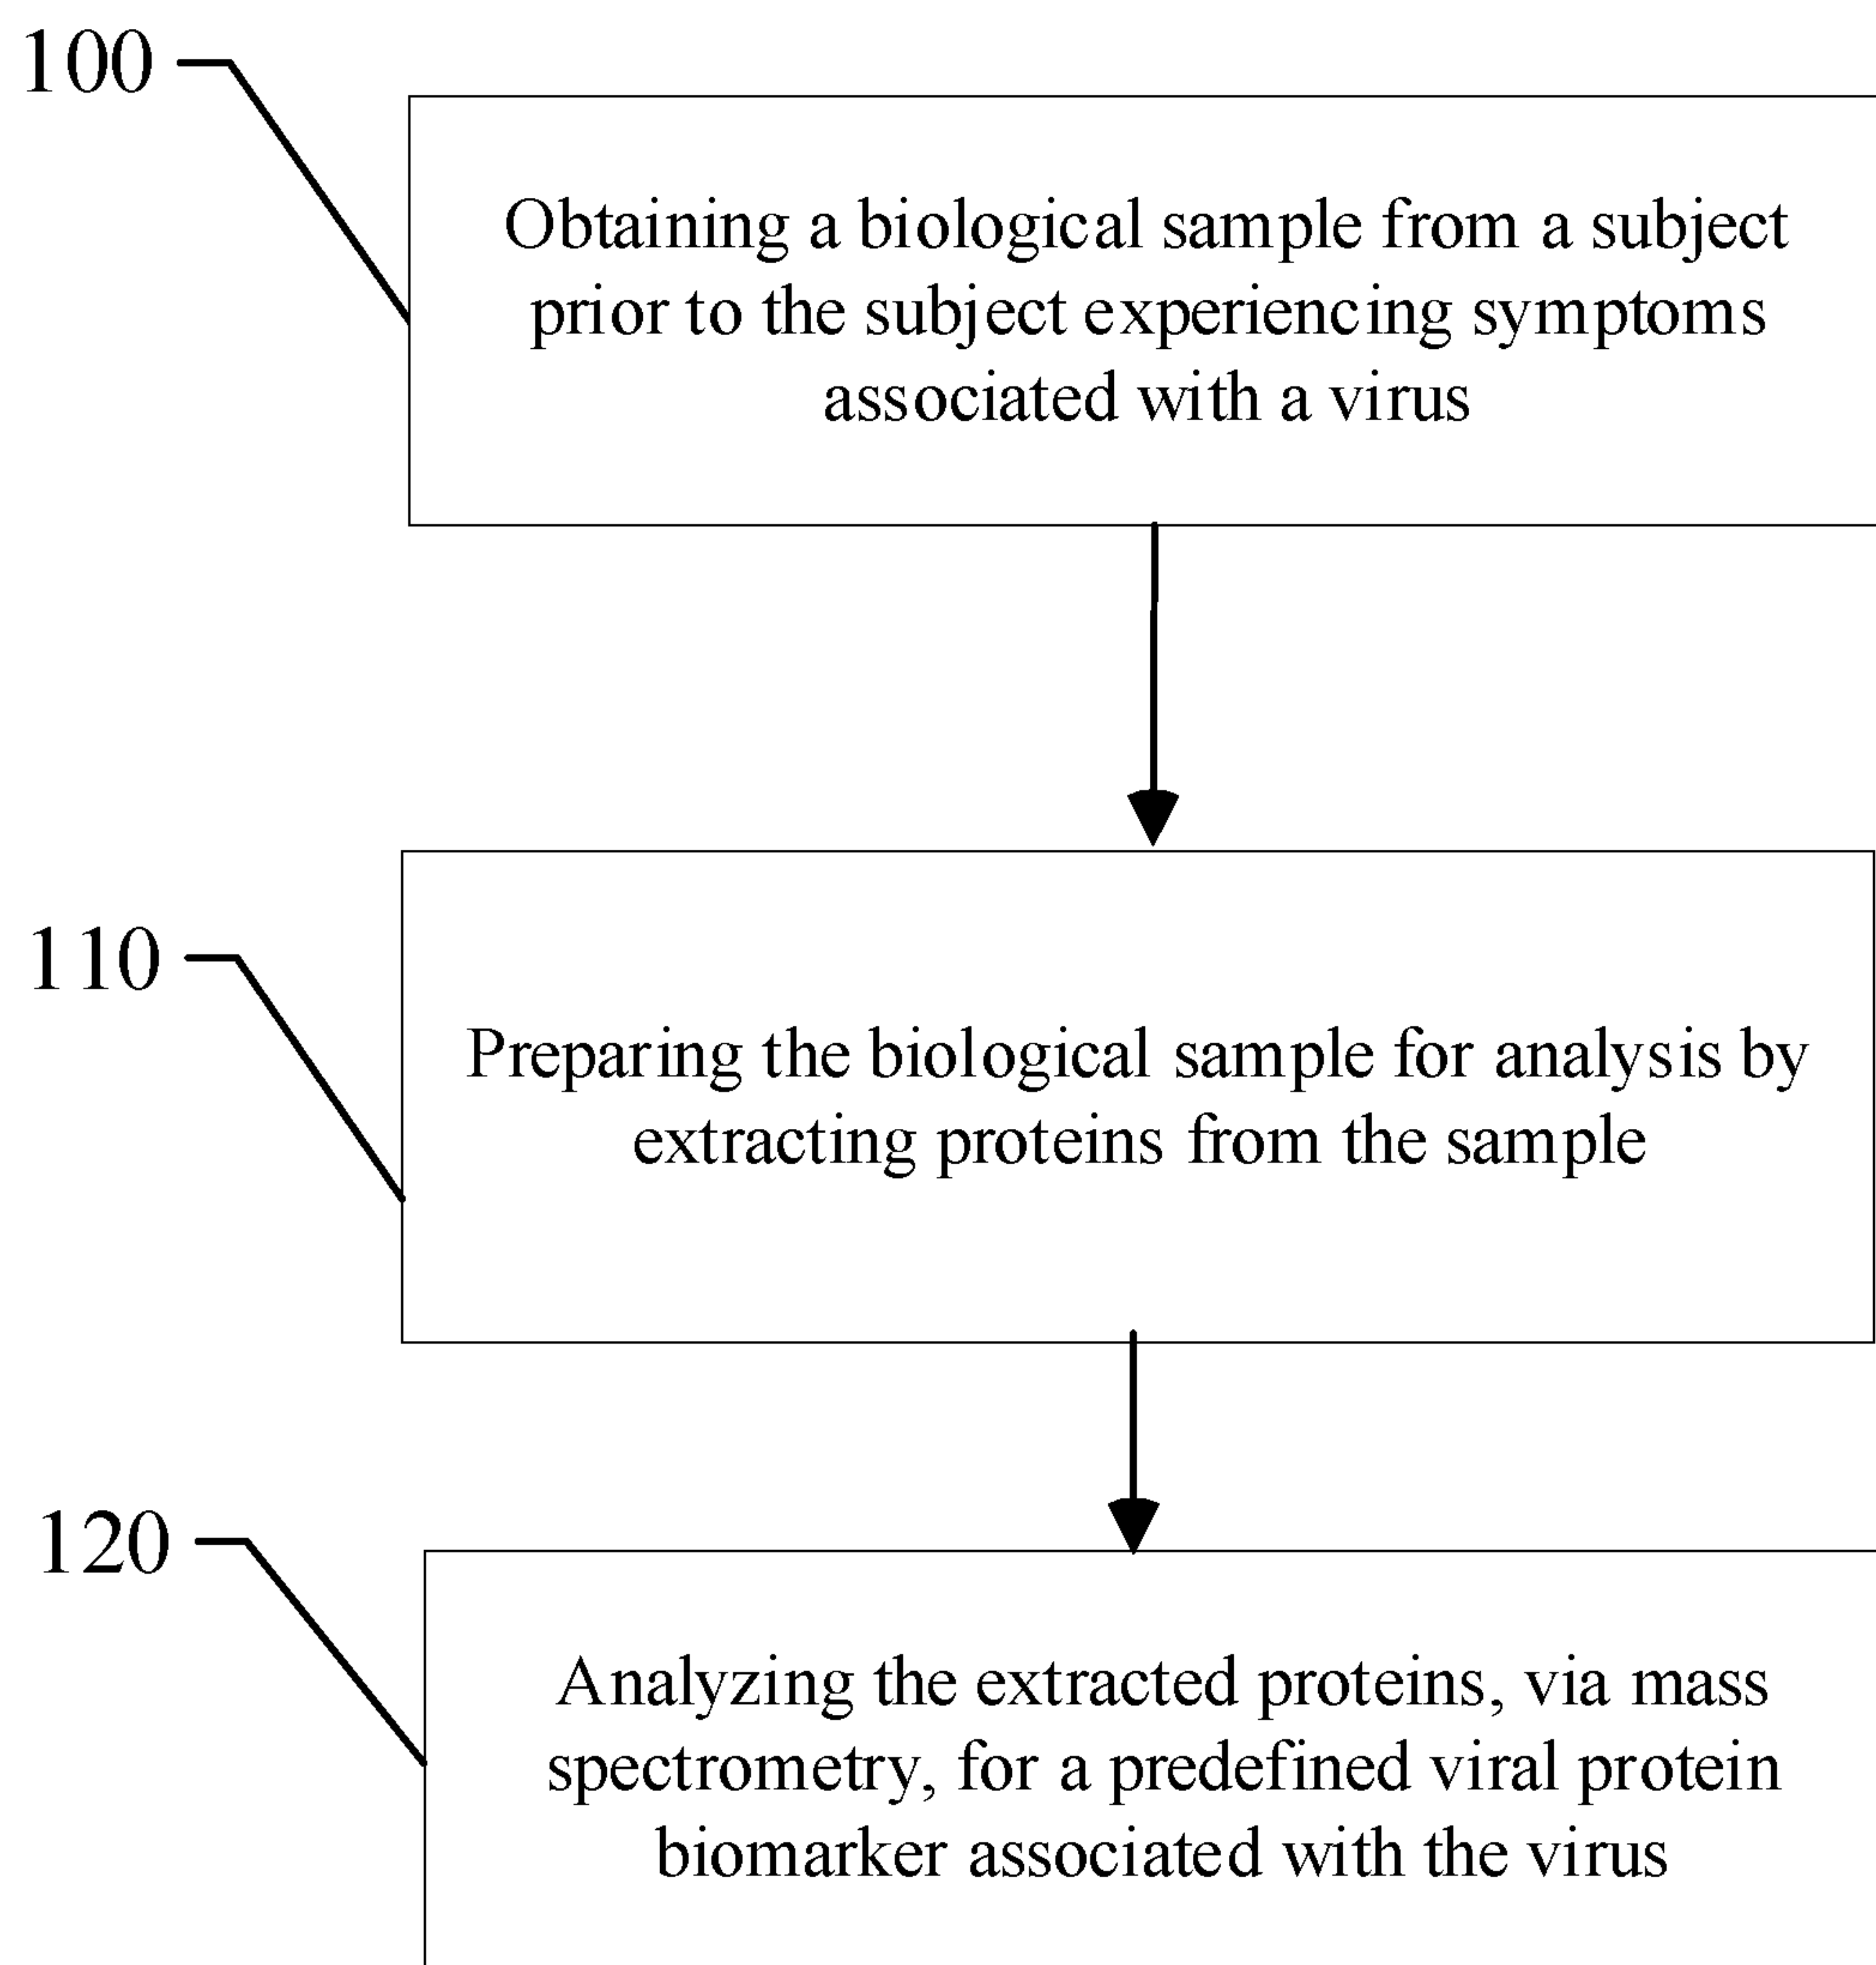 100
Obtaining a biological sample from a subject
prior to the subject experiencing symptoms
associated with a virus
110
Preparing the biological sample for analysis by
extracting proteins from the sample
120
Analyzing the extracted proteins, via mass
spectrometry, for a predefined viral protein
biomarker associated with the virus